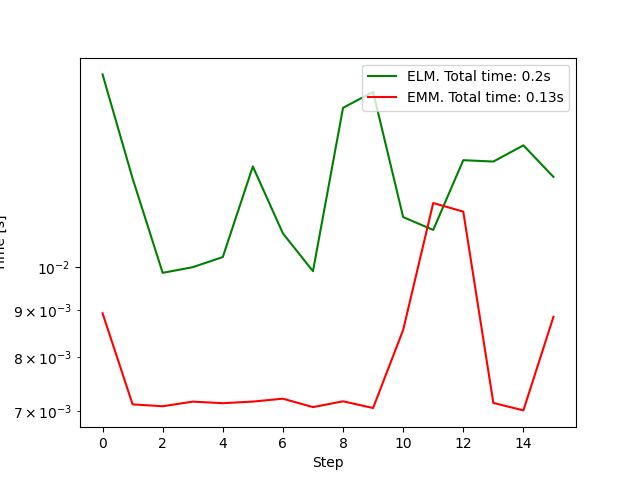 ELM. Total time: 0.2s
EMM. Total time: 0.13s
10⁻²
9 × 10⁻³
8 × 10⁻³
7 × 10⁻³
0 2 4 6 8 10 12 14
Step